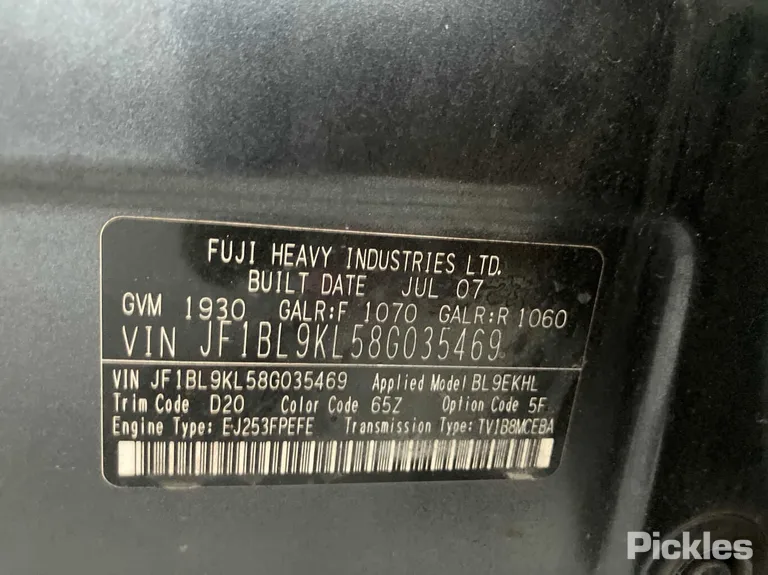 FUJI HEAVY INDUSTRIES LTD.
BUILT DATE JUL 07
GVM 1930 GALR:F 1070 GALR:R 1060
VIN JF1BL9KL58G035469
VIN JF1BL9KL58G035469 Applied Model BL9EKHL
Trim Code D20 Color Code 65Z Option Code 5F
Engine Type: EJ253FPEFE Transmission Type: TV1B8MCEBA
Pickles